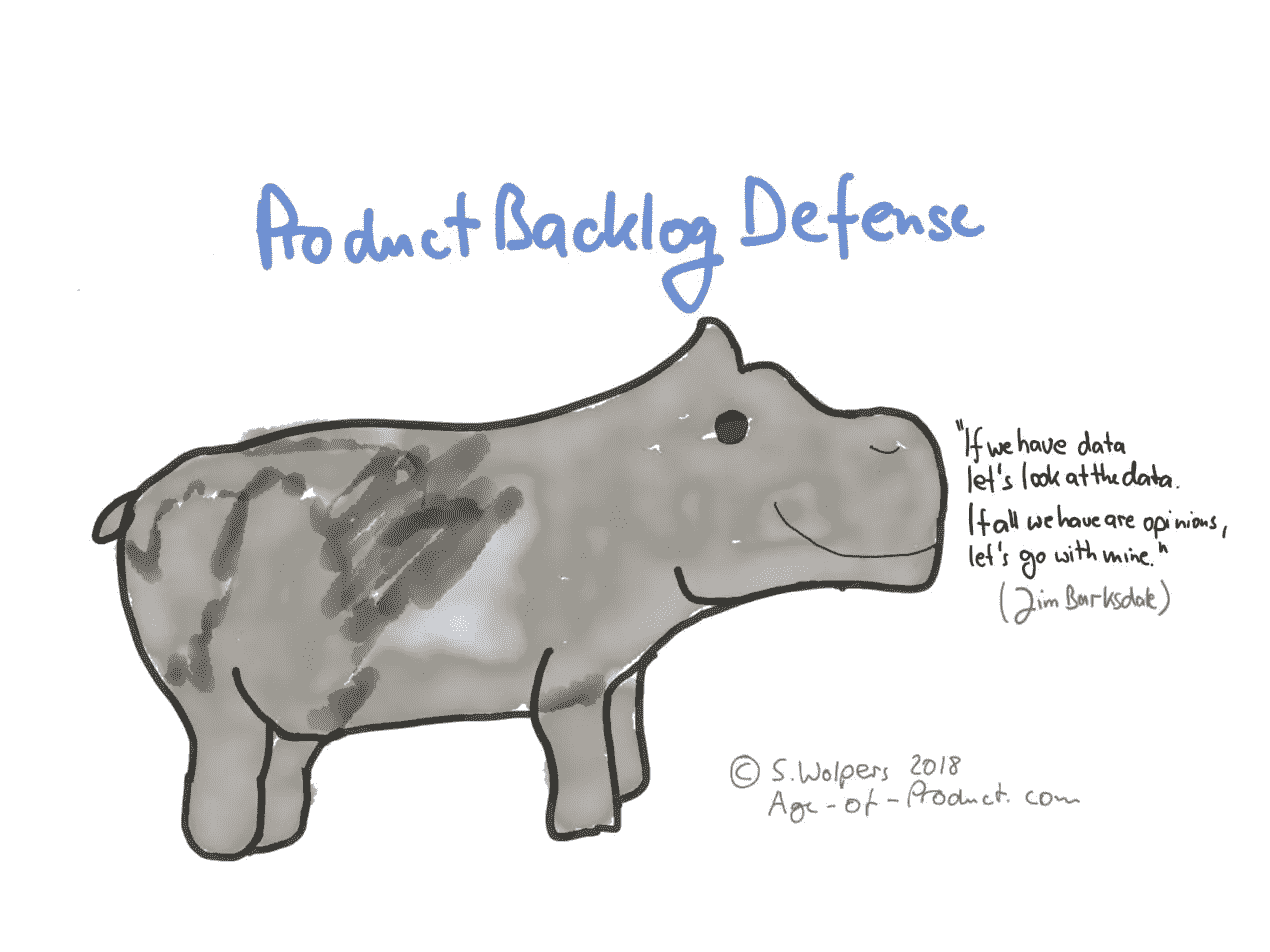 Product Backlog Defense
"If we have data
let's look at the data.
If all we have are opinions,
let's go with mine."
(Jim Barksdale)
© S. Wolpers 2018
Age-of-Product.com